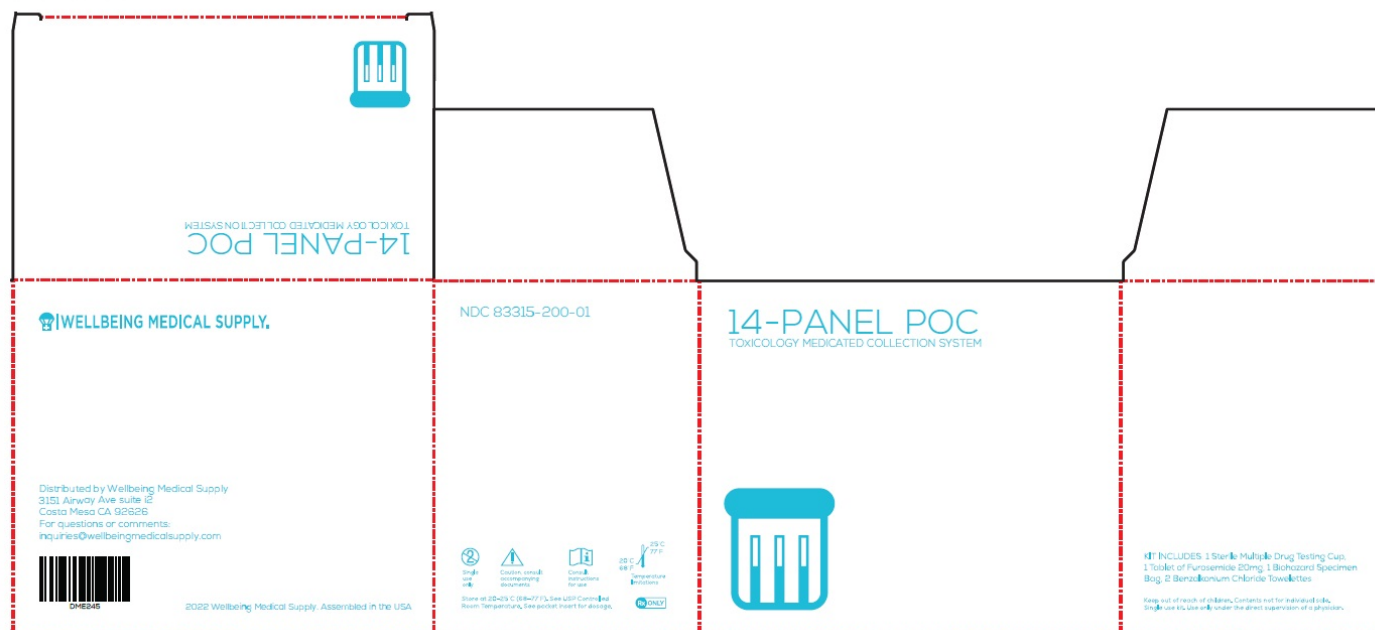 14-PANEL POC
TOXICOLOGY MEDICATED COLLECTION SYSTEM
WELLBEING MEDICAL SUPPLY.
Distributed by Wellbeing Medical Supply
3151 Airway Ave suite i2
Costa Mesa CA 92626
For questions or comments:
inquiries@wellbeingmedicalsupply.com
DME245
2022 Wellbeing Medical Supply. Assembled in the USA
NDC 83315-200-01
2
Single
use
only
Caution, consult
accompanying
documents
i
Consult
instructions
for use
25°C
77°F
20°C
68°F
Temperature
limitations
Store at 20-25°C (68-77°F). See USP Controlled
Room Temperature. See packet insert for dosage.
Rx ONLY
14-PANEL POC
TOXICOLOGY MEDICATED COLLECTION SYSTEM
KIT INCLUDES: 1 Sterile Multiple Drug Testing Cup,
1 Tablet of Furosemide 20mg, 1 Biohazard Specimen
Bag, 2 Benzalkonium Chloride Towelettes
Keep out of reach of children. Contents not for individual sale.
Single use kit. Use only under the direct supervision of a physician.